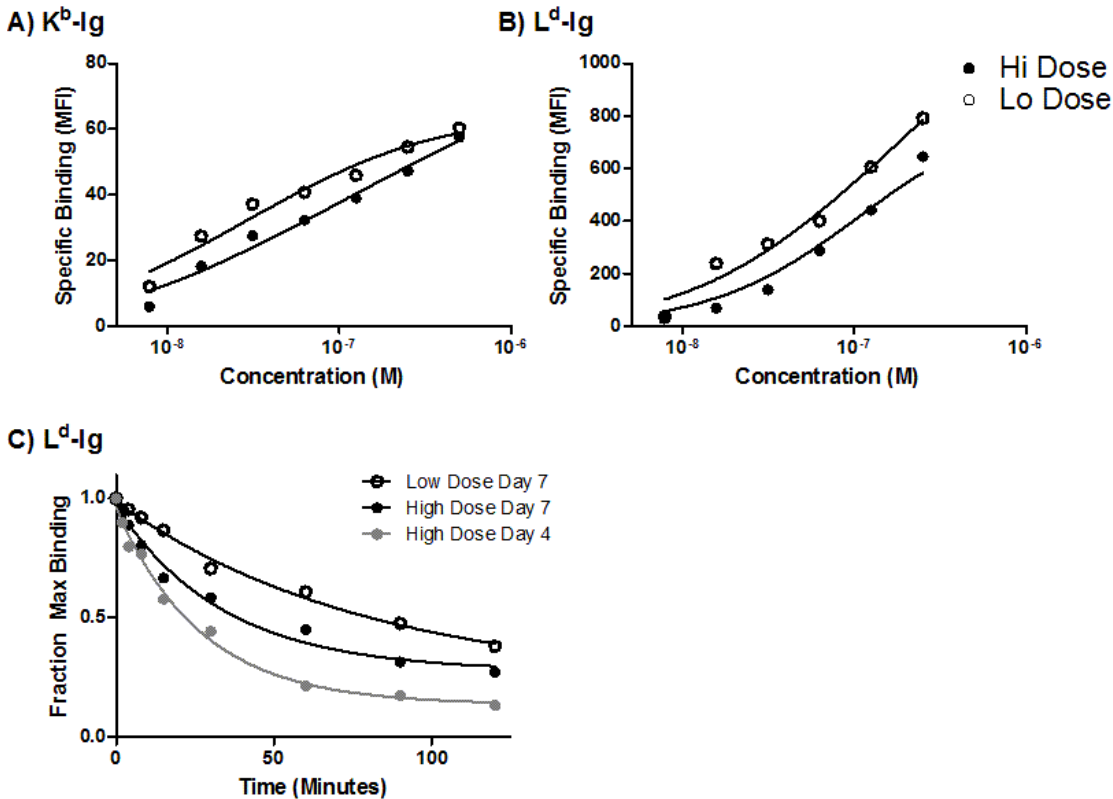 A) Kᵇ-Ig
Specific Binding (MFI)
80
60
40
20
0
10⁻⁸
10⁻⁷
10⁻⁶
Concentration (M)
B) Lᵈ-Ig
Specific Binding (MFI)
1000
800
600
400
200
0
10⁻⁸
10⁻⁷
10⁻⁶
Concentration (M)
Hi Dose
Lo Dose
C) Lᵈ-Ig
Fraction Max Binding
1.0
0.5
0.0
0
50
100
Time (Minutes)
Low Dose Day 7
High Dose Day 7
High Dose Day 4